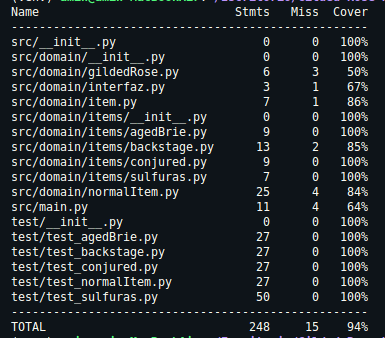 Name Stmts Miss Cover
------------------------------------------------
src/__init__.py 0 0 100%
src/domain/__init__.py 0 0 100%
src/domain/gildedRose.py 6 3 50%
src/domain/interfaz.py 3 1 67%
src/domain/item.py 7 1 86%
src/domain/items/__init__.py 0 0 100%
src/domain/items/agedBrie.py 9 0 100%
src/domain/items/backstage.py 13 2 85%
src/domain/items/conjured.py 9 0 100%
src/domain/items/sulfuras.py 7 0 100%
src/domain/normalItem.py 25 4 84%
src/main.py 11 4 64%
test/__init__.py 0 0 100%
test/test_agedBrie.py 27 0 100%
test/test_backstage.py 27 0 100%
test/test_conjured.py 27 0 100%
test/test_normalItem.py 27 0 100%
test/test_sulfuras.py 50 0 100%
------------------------------------------------
TOTAL 248 15 94%